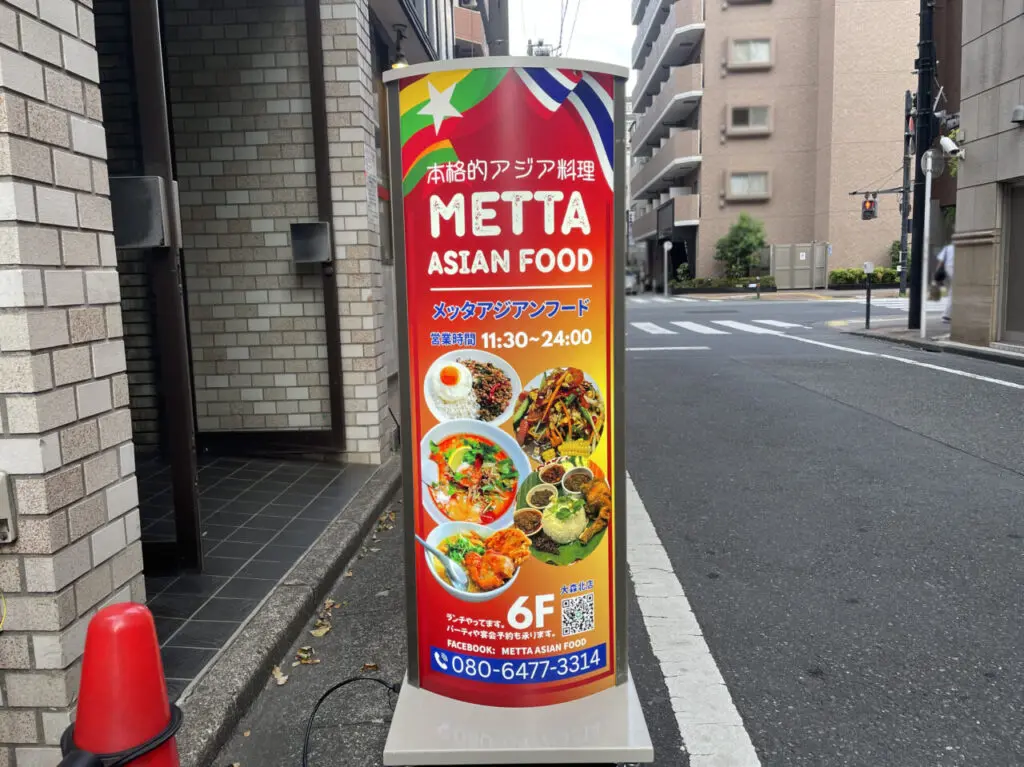 本格的アジア料理
METTA
ASIAN FOOD
メッタアジアンフード
営業時間 11:30~24:00
大森北店
6F
ランチやってます。
パーティや宴会予約も承ります。
FACEBOOK: METTA ASIAN FOOD
080-6477-3314